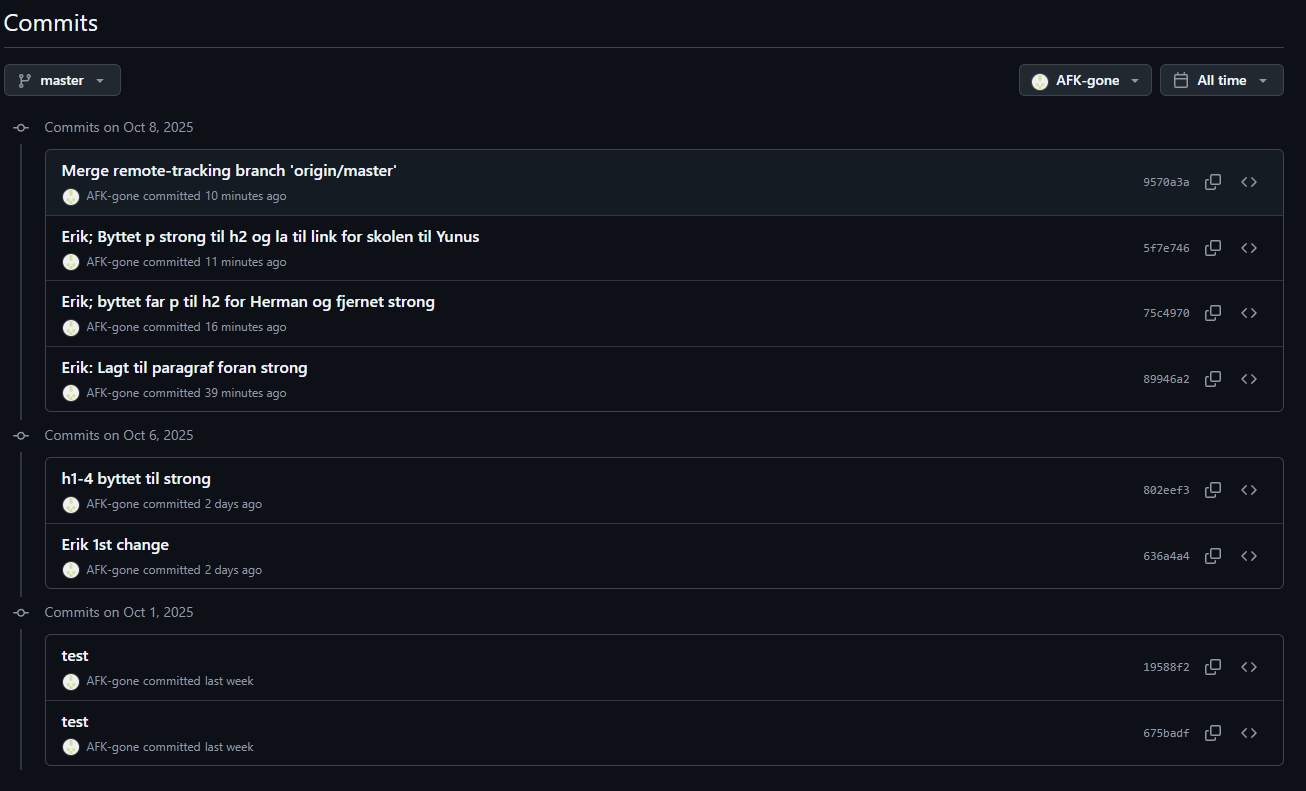 Commits
master
AFK-gone
All time
Commits on Oct 8, 2025
Merge remote-tracking branch 'origin/master'
AFK-gone committed 10 minutes ago
9570a3a
Erik; Byttet p strong til h2 og la til link for skolen til Yunus
AFK-gone committed 11 minutes ago
5f7e746
Erik; byttet far p til h2 for Herman og fjernet strong
AFK-gone committed 16 minutes ago
75c4970
Erik: Lagt til paragraf foran strong
AFK-gone committed 39 minutes ago
89946a2
Commits on Oct 6, 2025
h1-4 byttet til strong
AFK-gone committed 2 days ago
802eef3
Erik 1st change
AFK-gone committed 2 days ago
636a4a4
Commits on Oct 1, 2025
test
AFK-gone committed last week
19588f2
test
AFK-gone committed last week
675badf